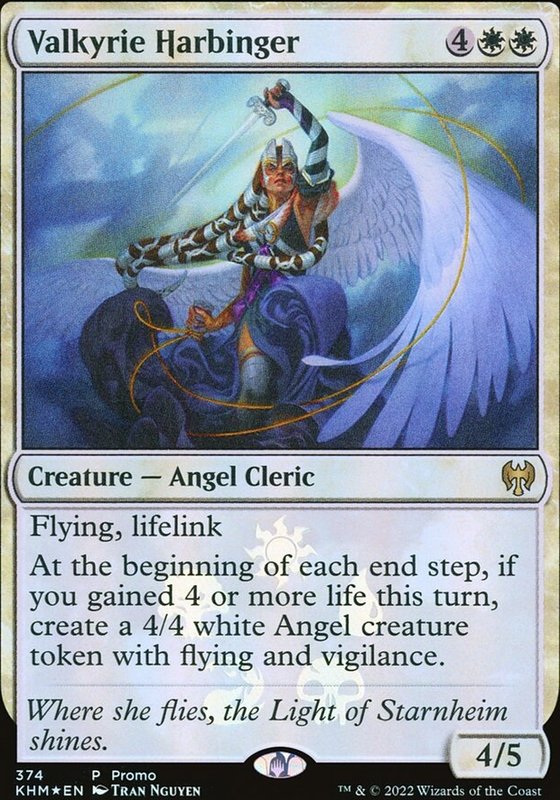 Valkyrie Harbinger 4
Creature — Angel Cleric
Flying, lifelink
At the beginning of each end step, if
you gained 4 or more life this turn,
create a 4/4 white Angel creature
token with flying and vigilance.
Where she flies, the Light of Starnheim
shines.
4/5
374 P Promo
KHM★EN Tran Nguyen
™ & © 2022 Wizards of the Coast